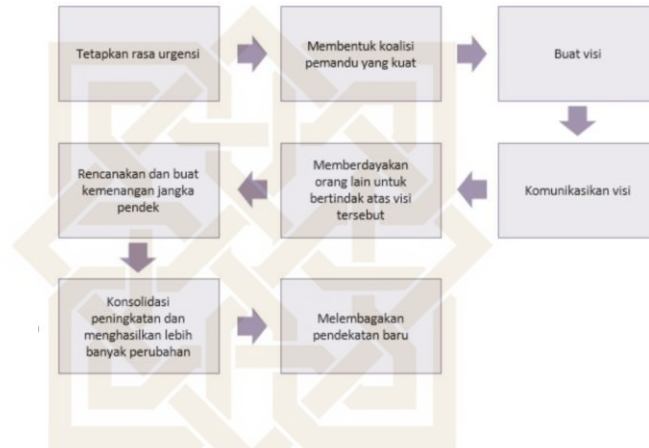 Tetapkan rasa urgensi
Membentuk koalisi
pemandu yang kuat
Buat visi
Komunikasikan visi
Memberdayakan
orang lain untuk
bertindak atas visi
tersebut
Rencanakan dan buat
kemenangan jangka
pendek
Konsolidasi
peningkatan dan
menghasilkan lebih
banyak perubahan
Melembagakan
pendekatan baru